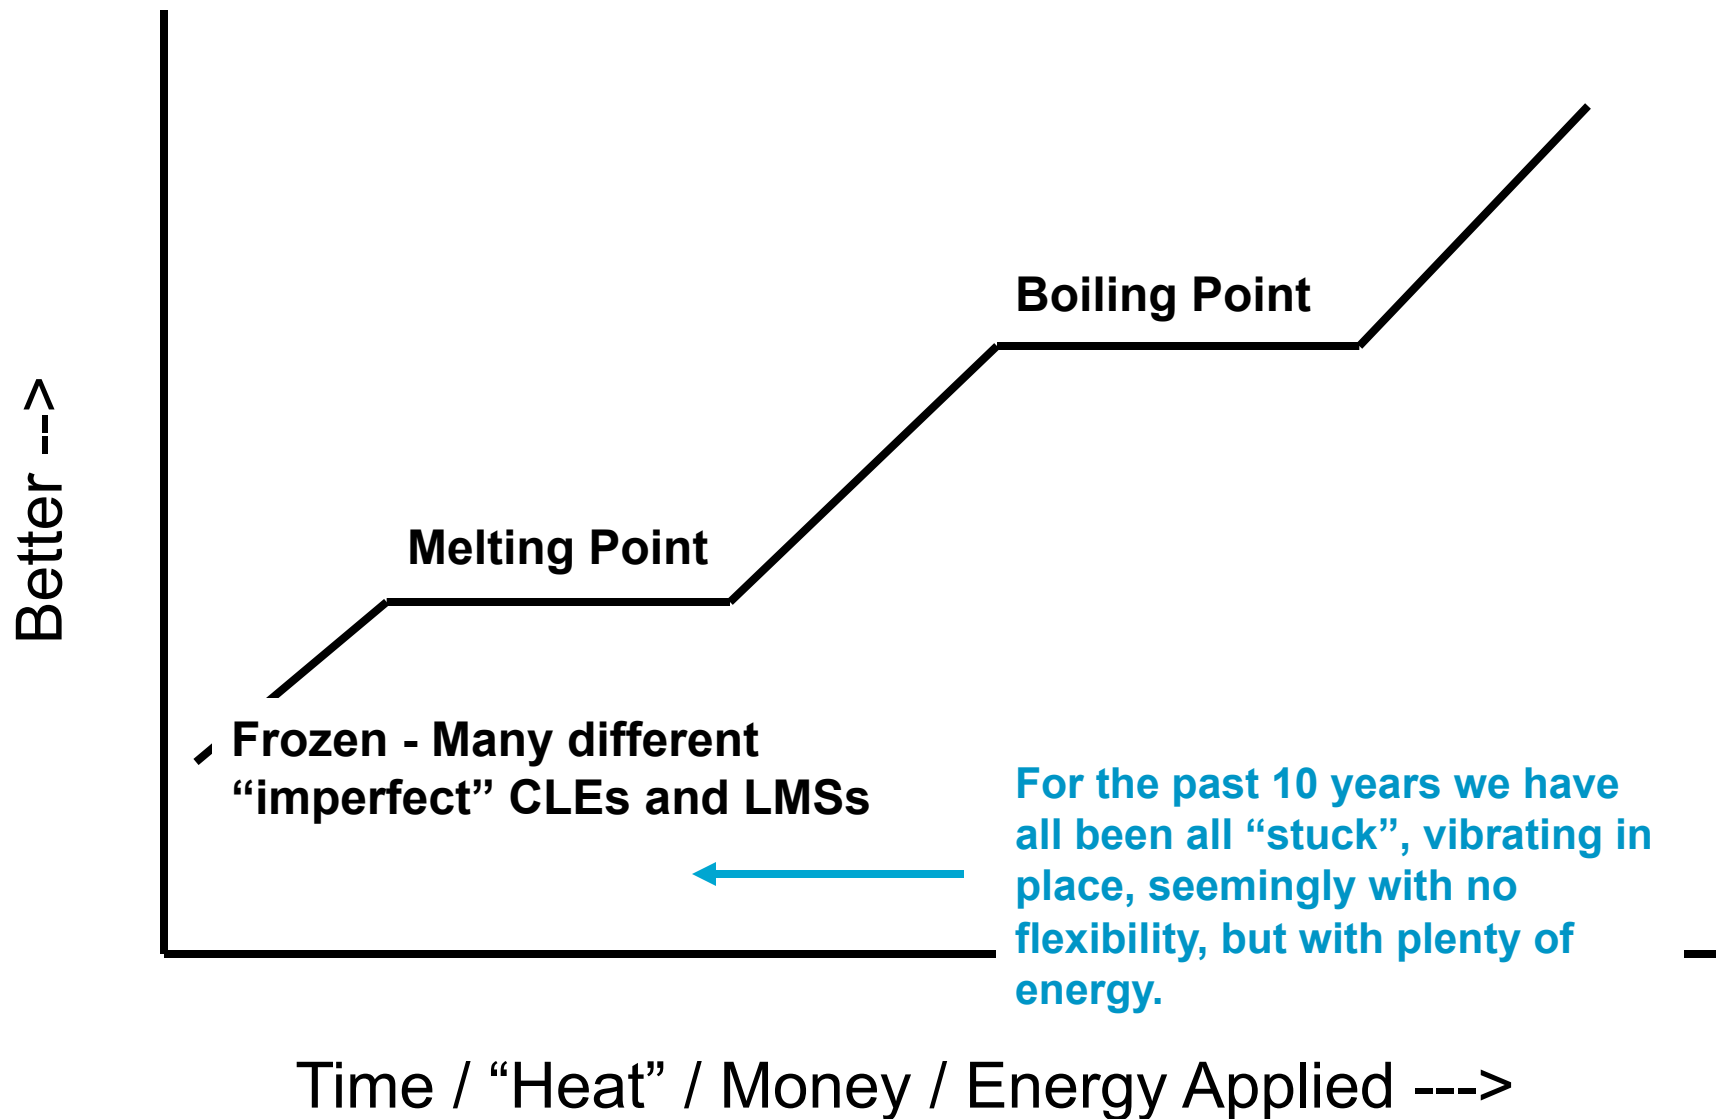 Better -->
Boiling Point
Melting Point
Frozen - Many different
“imperfect” CLEs and LMSs
For the past 10 years we have
all been all “stuck”, vibrating in
place, seemingly with no
flexibility, but with plenty of
energy.
Time / “Heat” / Money / Energy Applied --->